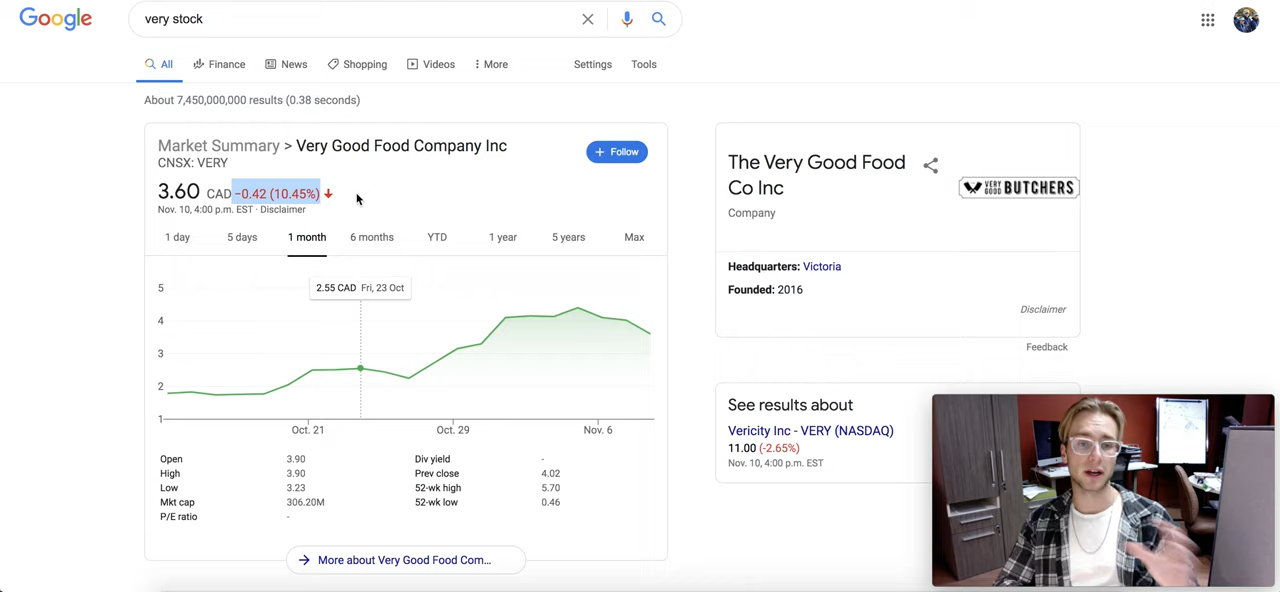 Google
very stock
All Finance News Shopping Videos More Settings Tools
About 7,450,000,000 results (0.38 seconds)
Market Summary > Very Good Food Company Inc
CNSX: VERY
+ Follow
3.60 CAD −0.42 (10.45%)
Nov. 10, 4:00 p.m. EST · Disclaimer
1 day 5 days 1 month 6 months YTD 1 year 5 years Max
2.55 CAD Fri, 23 Oct
5
4
3
2
1
Oct. 21 Oct. 29 Nov. 6
Open 3.90 Div yield -
High 3.90 Prev close 4.02
Low 3.23 52-wk high 5.70
Mkt cap 306.20M 52-wk low 0.46
P/E ratio -
More about Very Good Food Com...
The Very Good Food
Co Inc
Company
VERY GOOD BUTCHERS
Headquarters: Victoria
Founded: 2016
Disclaimer
Feedback
See results about
Vericity Inc - VERY (NASDAQ)
11.00 (-2.65%)
Nov. 10, 4:00 p.m. EST